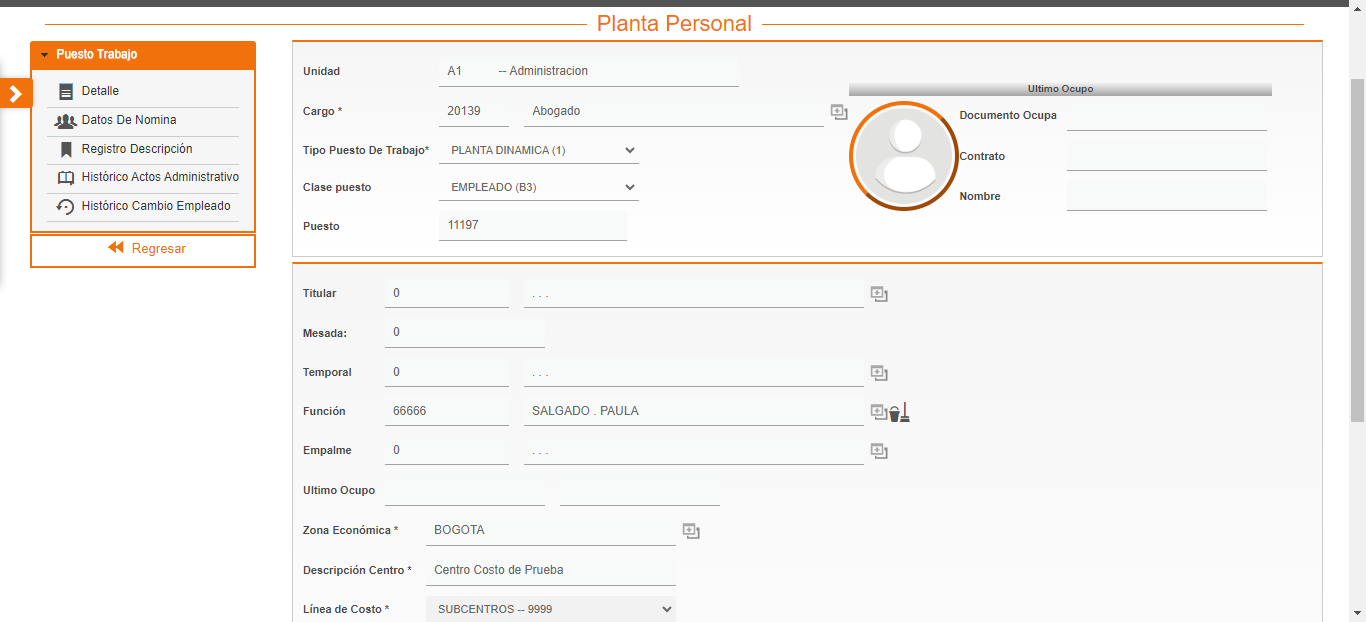 Planta Personal
Puesto Trabajo
Detalle
Datos De Nomina
Registro Descripción
Histórico Actos Administrativo
Histórico Cambio Empleado
Regresar
Unidad A1 -- Administracion
Cargo * 20139 Abogado
Tipo Puesto De Trabajo* PLANTA DINAMICA (1)
Clase puesto EMPLEADO (B3)
Puesto 11197
Ultimo Ocupo
Documento Ocupa
Contrato
Nombre
Titular 0 . . .
Mesada: 0
Temporal 0 . . .
Función 66666 SALGADO . PAULA
Empalme 0 . . .
Ultimo Ocupo
Zona Económica * BOGOTA
Descripción Centro * Centro Costo de Prueba
Línea de Costo * SUBCENTROS -- 9999